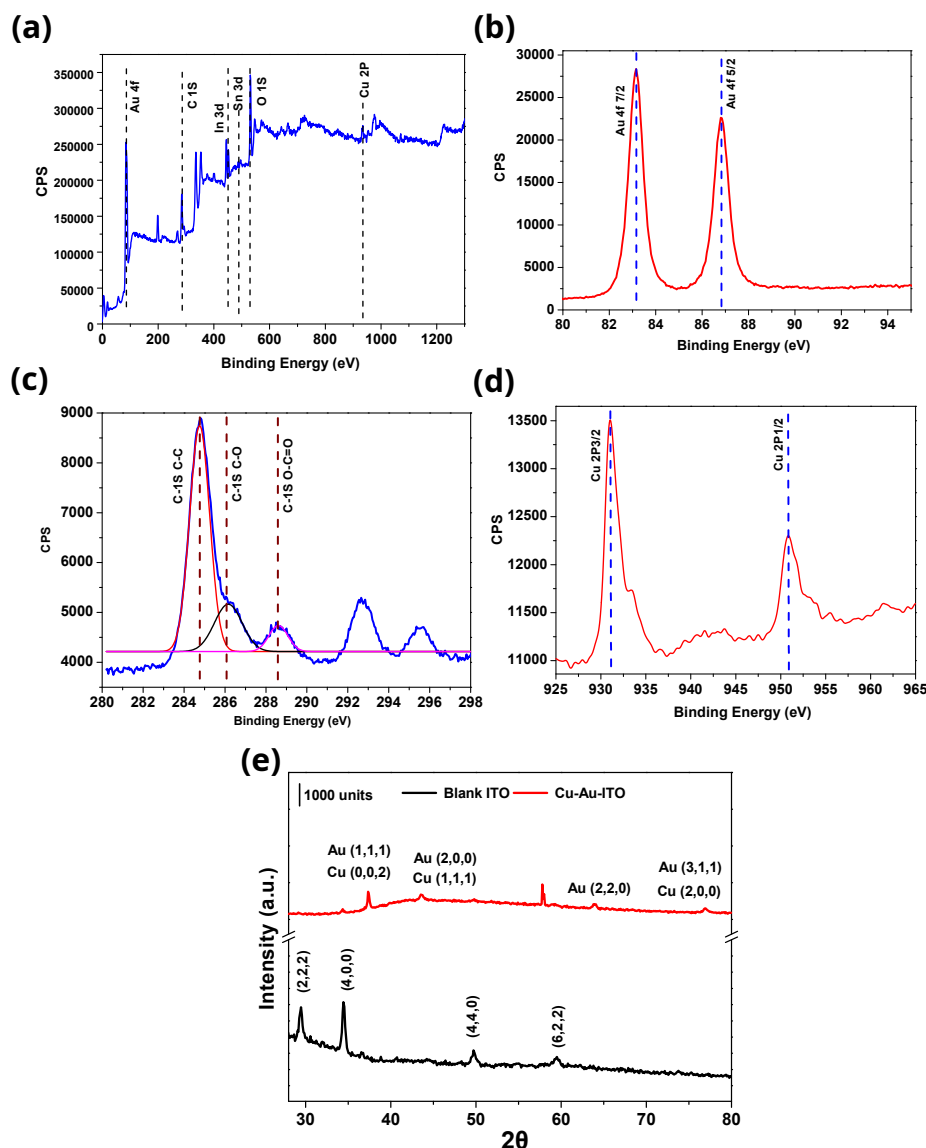 (a)
350000
300000
250000
200000
150000
100000
50000
0
CPS
Au 4f
C 1S
In 3d
Sn 3d
O 1S
Cu 2P
0 200 400 600 800 1000 1200
Binding Energy (eV)
(b)
30000
25000
20000
15000
10000
5000
0
CPS
Au 4f 7/2
Au 4f 5/2
80 82 84 86 88 90 92 94
Binding Energy (eV)
(c)
9000
8000
7000
6000
5000
4000
CPS
C-1S C-C
C-1S C-O
C-1S O-C=O
280 282 284 286 288 290 292 294 296 298
Binding Energy (eV)
(d)
13500
12750
12000
11500
11000
CPS
Cu 2P3/2
Cu 2P1/2
925 930 935 940 945 950 955 960 965
Binding Energy (eV)
(e)
1000 units
Blank ITO
Cu-Au-ITO
Au (1,1,1)
Cu (0,0,2)
Au (2,0,0)
Cu (1,1,1)
Au (2,2,0)
Au (3,1,1)
Cu (2,0,0)
(2,2,2)
(4,0,0)
(4,4,0)
(6,2,2)
Intensity (a.u.)
30 40 50 60 70 80
2θ